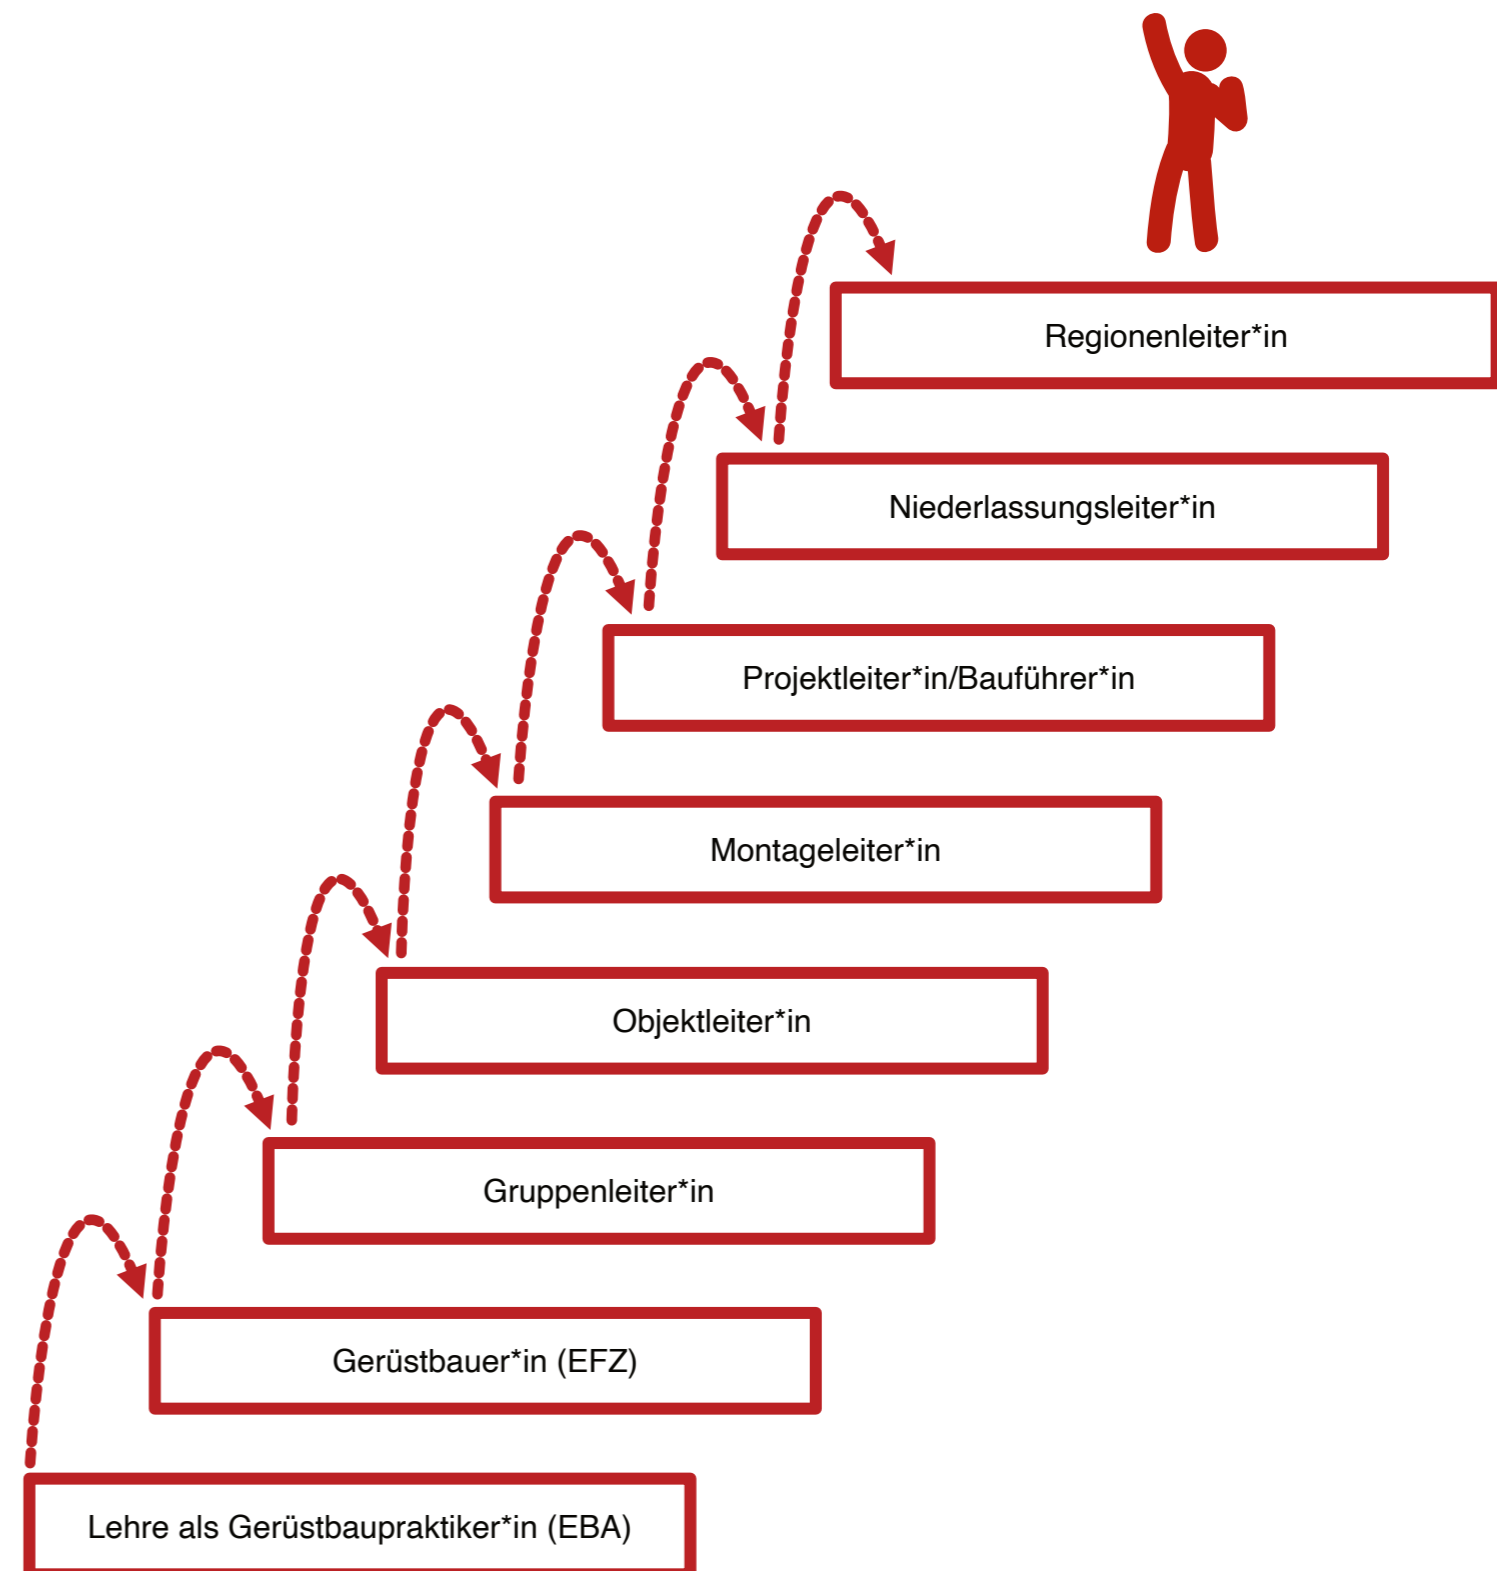 Regionenleiter*in
Niederlassungsleiter*in
Projektleiter*in/Bauführer*in
Montageleiter*in
Objektleiter*in
Gruppenleiter*in
Gerüstbauer*in (EFZ)
Lehre als Gerüstbaupraktiker*in (EBA)